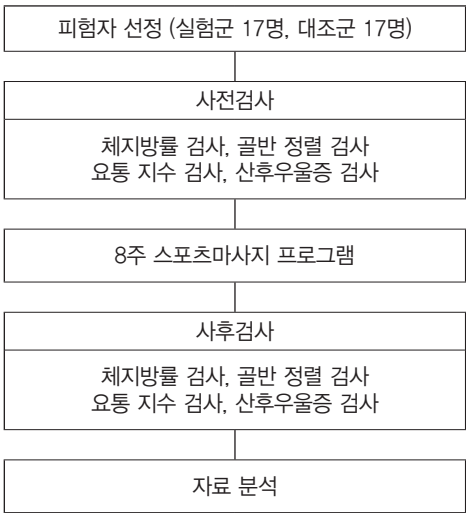 피험자 선정 (실험군 17명, 대조군 17명)
사전검사
체지방률 검사, 골반 정렬 검사
요통 지수 검사, 산후우울증 검사
8주 스포츠마사지 프로그램
사후검사
체지방률 검사, 골반 정렬 검사
요통 지수 검사, 산후우울증 검사
자료 분석